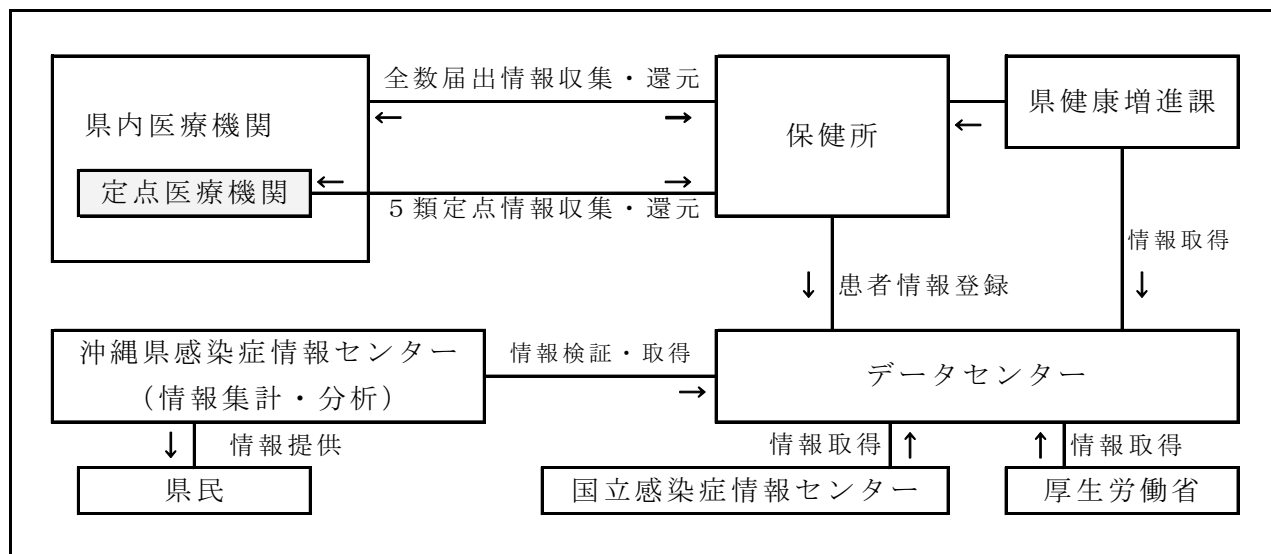 全数届出情報収集・還元
県健康増進課
県内医療機関
← →
←
保健所
定点医療機関
← →
５類定点情報収集・還元
情報取得
↓ 患者情報登録
↓
沖縄県感染症情報センター
(情報集計・分析)
情報検証・取得
→
データセンター
↓ 情報提供
情報取得 ↑
↑ 情報取得
県民
国立感染症情報センター
厚生労働省